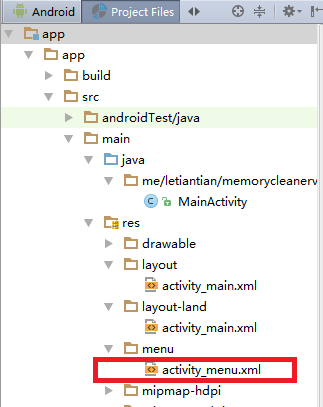 Android Project Files
app
app
build
src
androidTest/java
main
java
me/letiantian/memorycleanerv
MainActivity
res
drawable
layout
activity_main.xml
layout-land
activity_main.xml
menu
activity_menu.xml
mipmap-hdpi